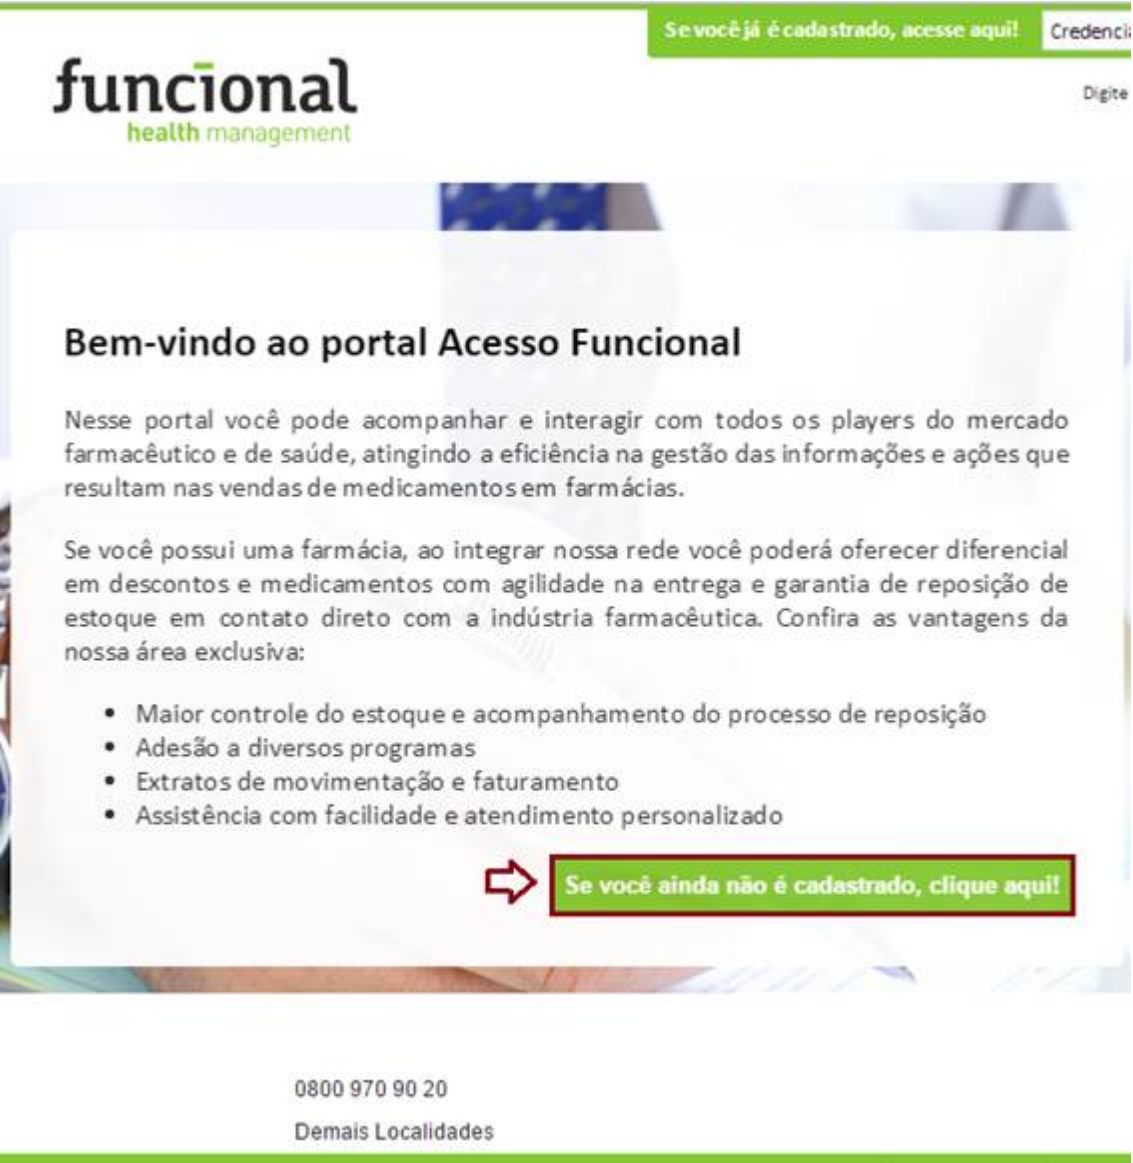 Se você já é cadastrado, acesse aqui!
funcional
health management
Digite
Bem-vindo ao portal Acesso Funcional
Nesse portal você pode acompanhar e interagir com todos os players do mercado
farmacêutico e de saúde, atingindo a eficiência na gestão das informações e ações que
resultam nas vendas de medicamentos em farmácias.
Se você possui uma farmácia, ao integrar nossa rede você poderá oferecer diferencial
em descontos e medicamentos com agilidade na entrega e garantia de reposição de
estoque em contato direto com a indústria farmacêutica. Confira as vantagens da
nossa área exclusiva:
• Maior controle do estoque e acompanhamento do processo de reposição
• Adesão a diversos programas
• Extratos de movimentação e faturamento
• Assistência com facilidade e atendimento personalizado
Se você ainda não é cadastrado, clique aqui!
0800 970 90 20
Demais Localidades